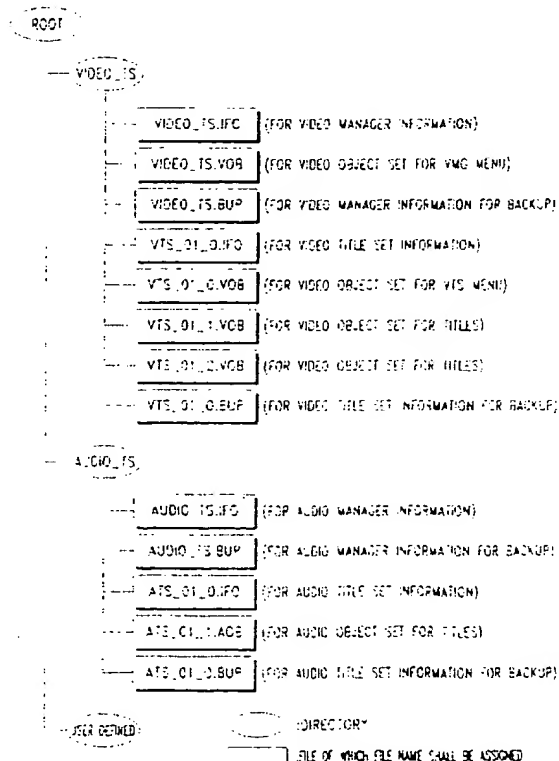 ROOT
VIDEO_TS
VIDEO_TS.IFO (FOR VIDEO MANAGER INFORMATION)
VIDEO_TS.VOB (FOR VIDEO OBJECT SET FOR VMG MENU)
VIDEO_TS.BUP (FOR VIDEO MANAGER INFORMATION FOR BACKUP)
VTS_01_0.IFO (FOR VIDEO TITLE SET INFORMATION)
VTS_01_0.VOB (FOR VIDEO OBJECT SET FOR VTS MENU)
VTS_01_1.VOB (FOR VIDEO OBJECT SET FOR TITLES)
VTS_01_2.VOB (FOR VIDEO OBJECT SET FOR TITLES)
VTS_01_0.BUP (FOR VIDEO TITLE SET INFORMATION FOR BACKUP)
AUDIO_TS
AUDIO_TS.IFO (FOR AUDIO MANAGER INFORMATION)
AUDIO_TS.BUP (FOR AUDIO MANAGER INFORMATION FOR BACKUP)
ATS_01_0.IFO (FOR AUDIO TITLE SET INFORMATION)
ATS_01_1.AOB (FOR AUDIO OBJECT SET FOR TITLES)
ATS_01_0.BUP (FOR AUDIO TITLE SET INFORMATION FOR BACKUP)
USER DEFINED
:DIRECTORY
:FILE OF WHICH FILE NAME SHALL BE ASSIGNED